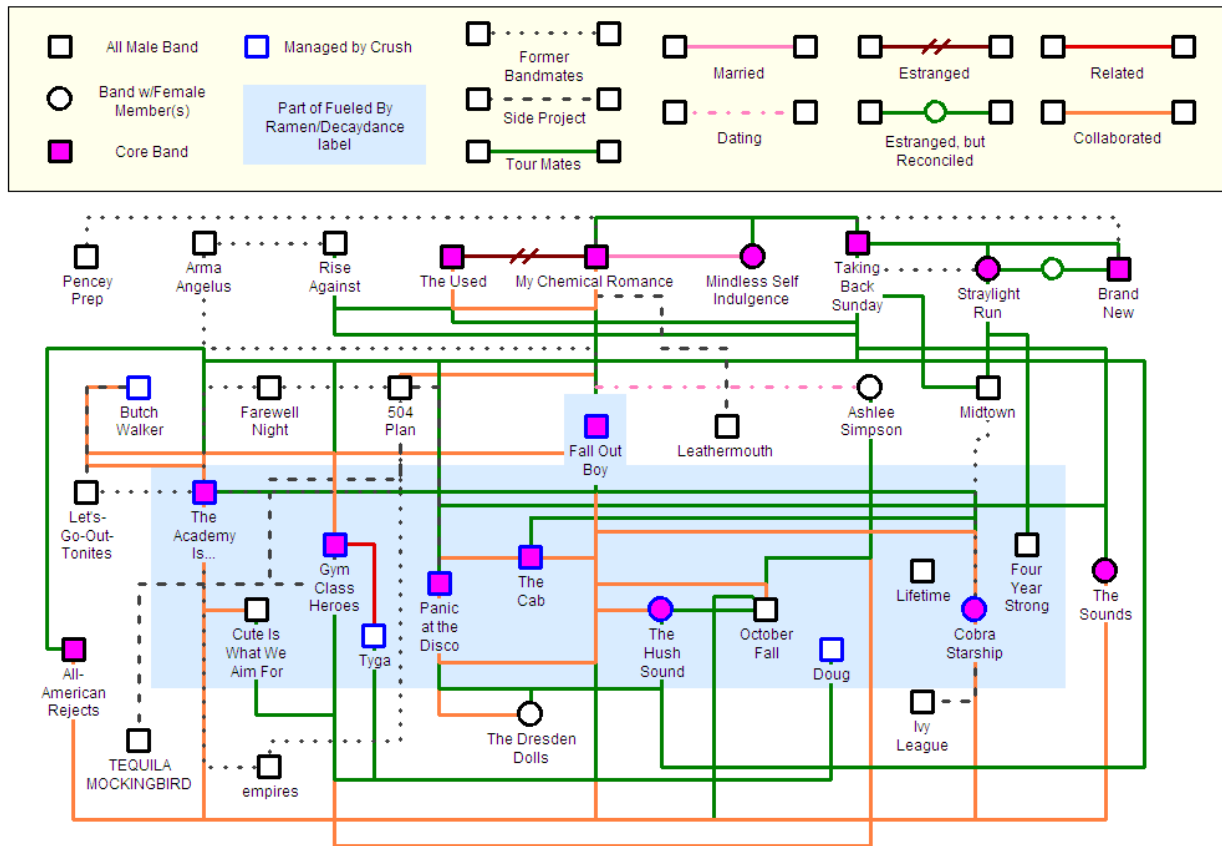 All Male Band
Managed by Crush
Former
Bandmates
Married
Estranged
Related
Band w/Female
Member(s)
Part of Fueled By
Ramen/Decaydance
label
Side Project
Dating
Estranged, but
Reconciled
Collaborated
Core Band
Tour Mates
Pencey
Prep
Arma
Angelus
Rise
Against
The Used
My Chemical Romance
Mindless Self
Indulgence
Taking
Back
Sunday
Straylight
Run
Brand
New
Butch
Walker
Farewell
Night
504
Plan
Fall Out
Boy
Leathermouth
Ashlee
Simpson
Midtown
Let's-
Go-Out-
Tonites
The
Academy
Is...
Gym
Class
Heroes
Panic
at the
Disco
The
Cab
Lifetime
Four
Year
Strong
The
Sounds
Cute Is
What We
Aim For
Tyga
The
Hush
Sound
October
Fall
Doug
Cobra
Starship
All-
American
Rejects
TEQUILA
MOCKINGBIRD
empires
The Dresden
Dolls
Ivy
League